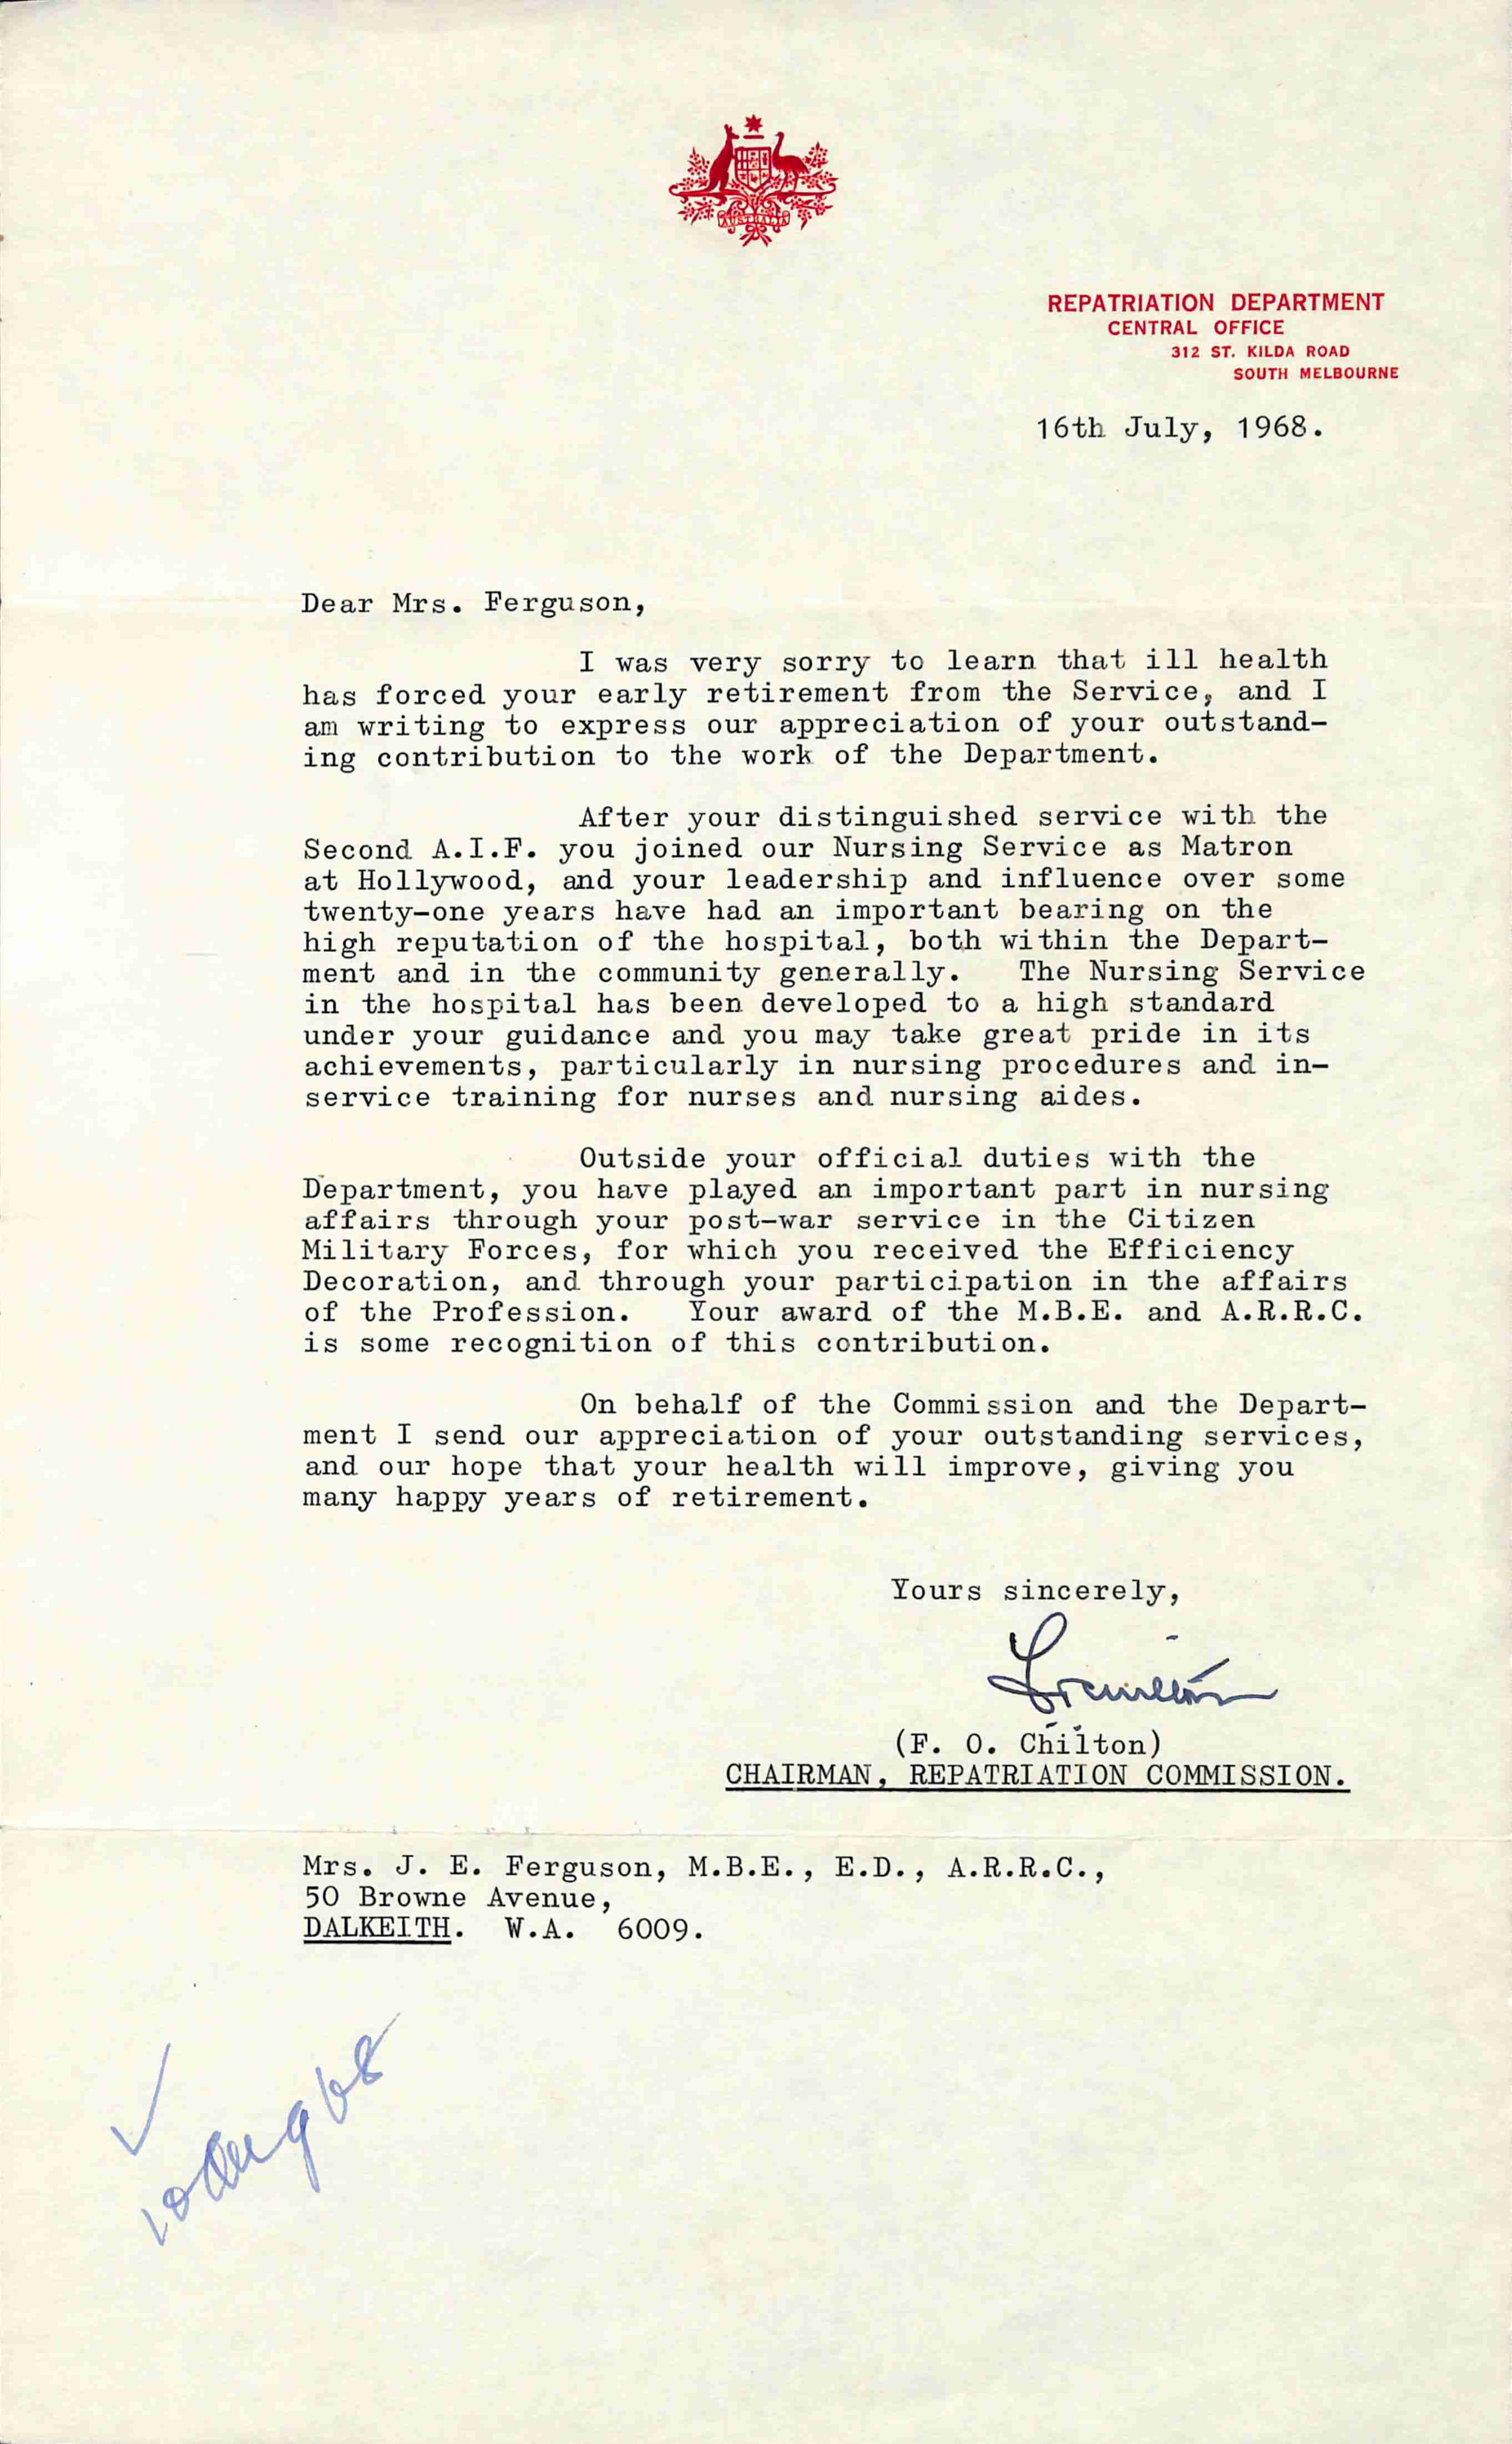 AUSTRALIA
REPATRIATION DEPARTMENT
CENTRAL OFFICE
312 ST. KILDA ROAD
SOUTH MELBOURNE
16th July, 1968.
Dear Mrs. Ferguson,
I was very sorry to learn that ill health
has forced your early retirement from the Service, and I
am writing to express our appreciation of your outstand-
ing contribution to the work of the Department.
After your distinguished service with the
Second A.I.F. you joined our Nursing Service as Matron
at Hollywood, and your leadership and influence over some
twenty-one years have had an important bearing on the
high reputation of the hospital, both within the Depart-
ment and in the community generally. The Nursing Service
in the hospital has been developed to a high standard
under your guidance and you may take great pride in its
achievements, particularly in nursing procedures and in-
service training for nurses and nursing aides.
Outside your official duties with the
Department, you have played an important part in nursing
affairs through your post-war service in the Citizen
Military Forces, for which you received the Efficiency
Decoration, and through your participation in the affairs
of the Profession. Your award of the M.B.E. and A.R.R.C.
is some recognition of this contribution.
On behalf of the Commission and the Depart-
ment I send our appreciation of your outstanding services,
and our hope that your health will improve, giving you
many happy years of retirement.
Yours sincerely,
(F. O. Chilton)
CHAIRMAN, REPATRIATION COMMISSION.
Mrs. J. E. Ferguson, M.B.E., E.D., A.R.R.C.,
50 Browne Avenue,
DALKEITH. W.A. 6009.
10 Aug 68